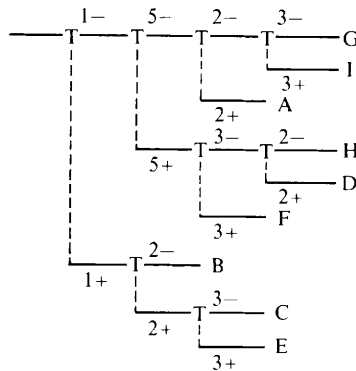 1− 5− 2− 3−
T T T T G
3+ I
2+ A
3− 2−
5+ T T H
2+ D
3+ F
2−
1+ T B
3−
2+ T C
3+ E